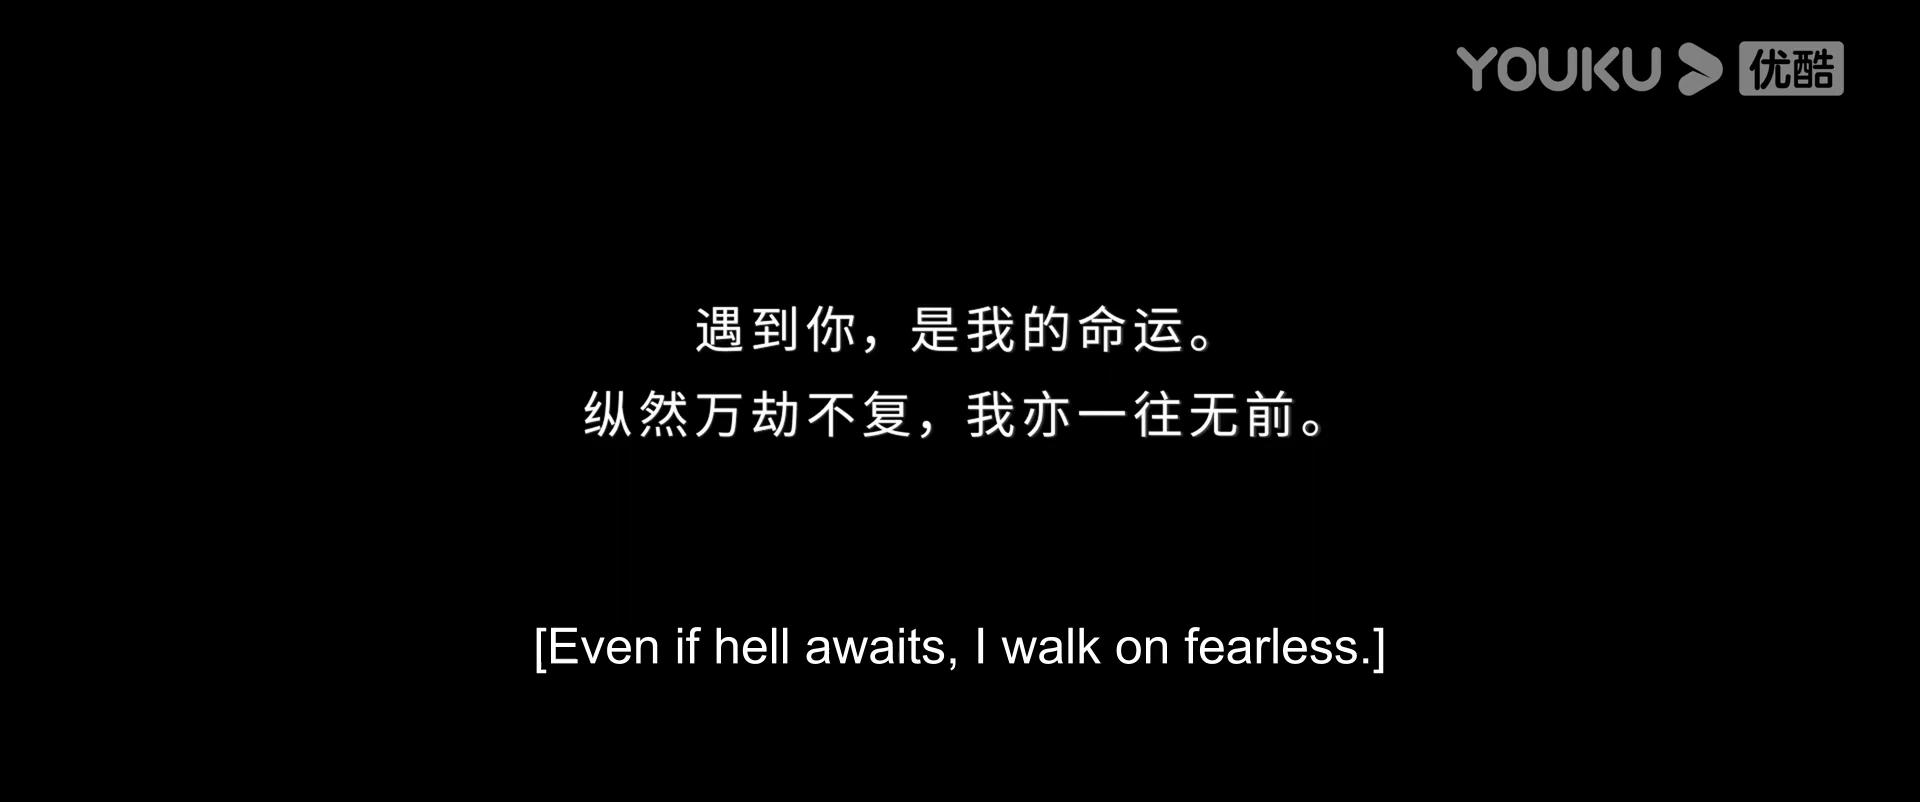 YOUKU 优酷
遇到你，是我的命运。
纵然万劫不复，我亦一往无前。
[Even if hell awaits, I walk on fearless.]